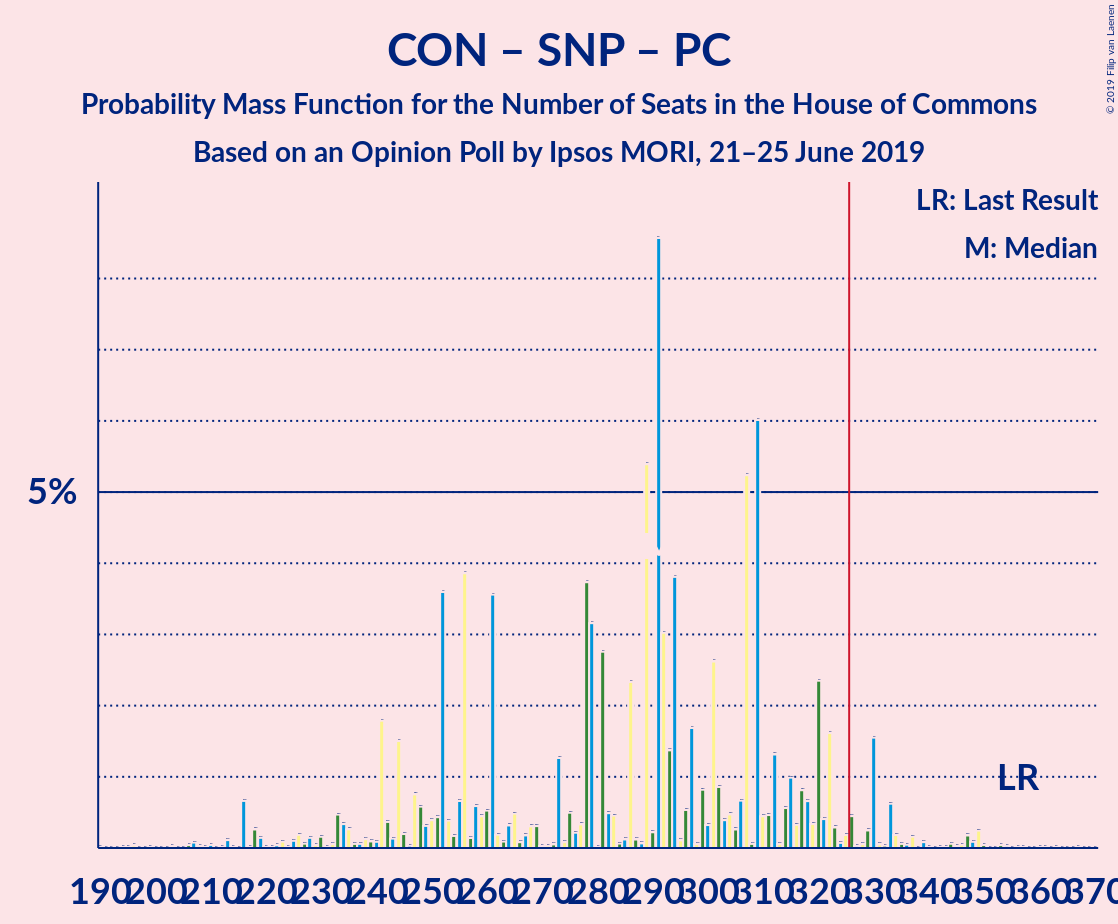 CON – SNP – PC
Probability Mass Function for the Number of Seats in the House of Commons
Based on an Opinion Poll by Ipsos MORI, 21–25 June 2019
© 2019 Filip van Laenen
LR: Last Result
M: Median
5%
LR
190 200 210 220 230 240 250 260 270 280 290 300 310 320 330 340 350 360 370